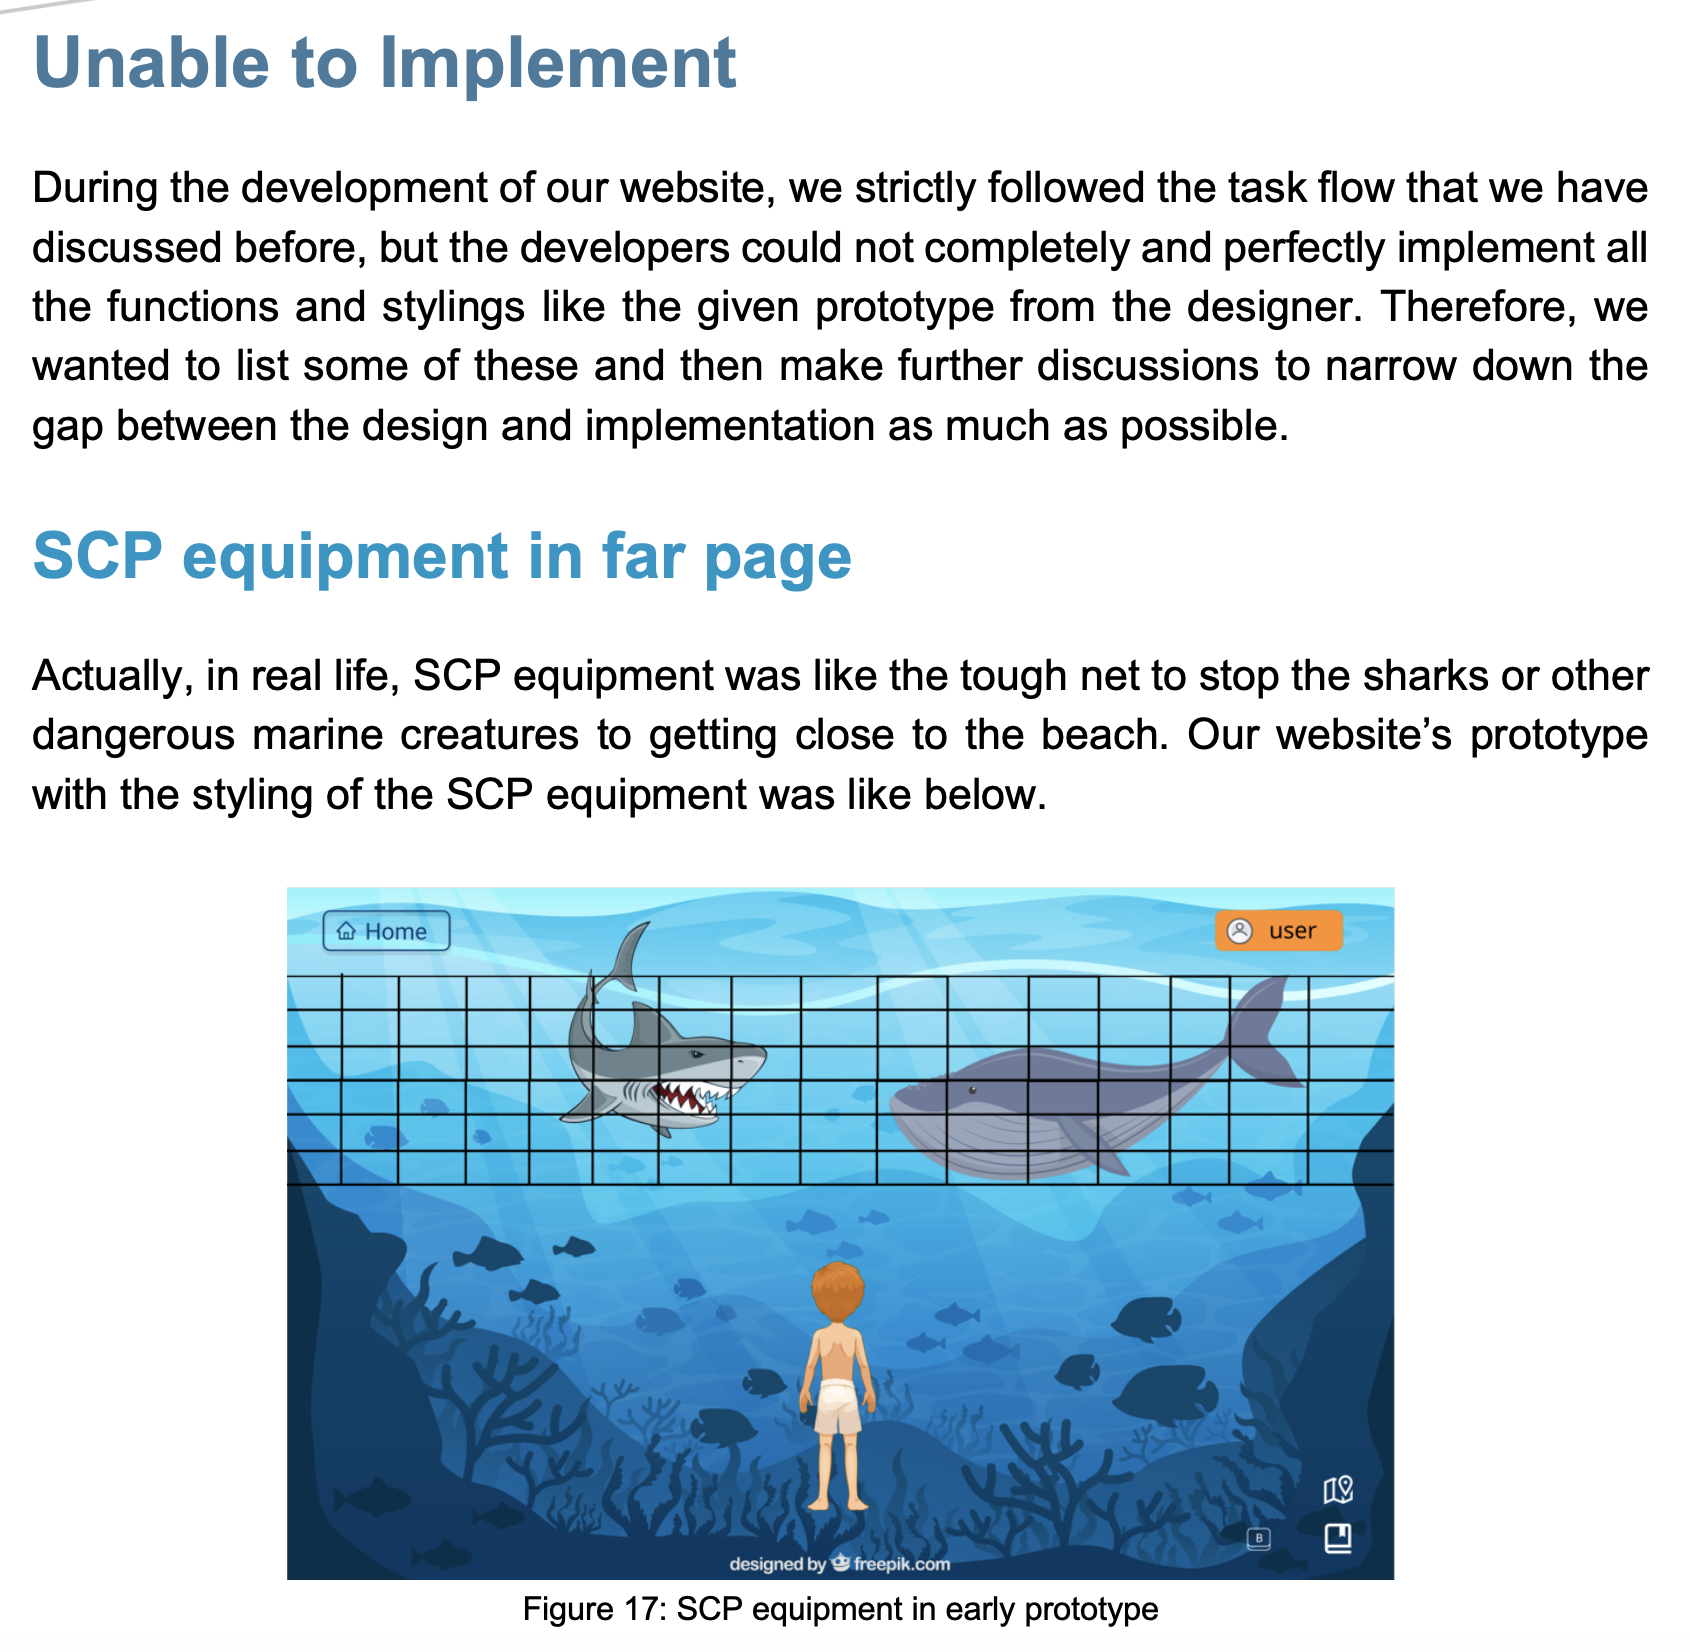 Unable to Implement
During the development of our website, we strictly followed the task flow that we have
discussed before, but the developers could not completely and perfectly implement all
the functions and stylings like the given prototype from the designer. Therefore, we
wanted to list some of these and then make further discussions to narrow down the
gap between the design and implementation as much as possible.
SCP equipment in far page
Actually, in real life, SCP equipment was like the tough net to stop the sharks or other
dangerous marine creatures to getting close to the beach. Our website’s prototype
with the styling of the SCP equipment was like below.
Home
user
B
designed by freepik.com
Figure 17: SCP equipment in early prototype